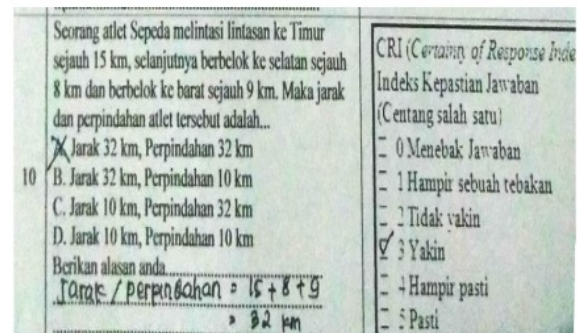 Seorang atlet Sepeda melintasi lintasan ke Timur
sejauh 15 km, selanjutnya berbelok ke selatan sejauh
8 km dan berbelok ke barat sejauh 9 km. Maka jarak
dan perpindahan atlet tersebut adalah...
A. Jarak 32 km, Perpindahan 32 km
10 B. Jarak 32 km, Perpindahan 10 km
C. Jarak 10 km, Perpindahan 32 km
D. Jarak 10 km, Perpindahan 10 km
Berikan alasan anda
Jarak / perpindahan = 15 + 8 + 9
= 32 km
CRI (Certainty of Response Inde
Indeks Kepastian Jawaban
(Centang salah satu)
0 Menebak Jawaban
1 Hampir sebuah tebakan
2 Tidak yakin
3 Yakin
4 Hampir pasti
5 Pasti